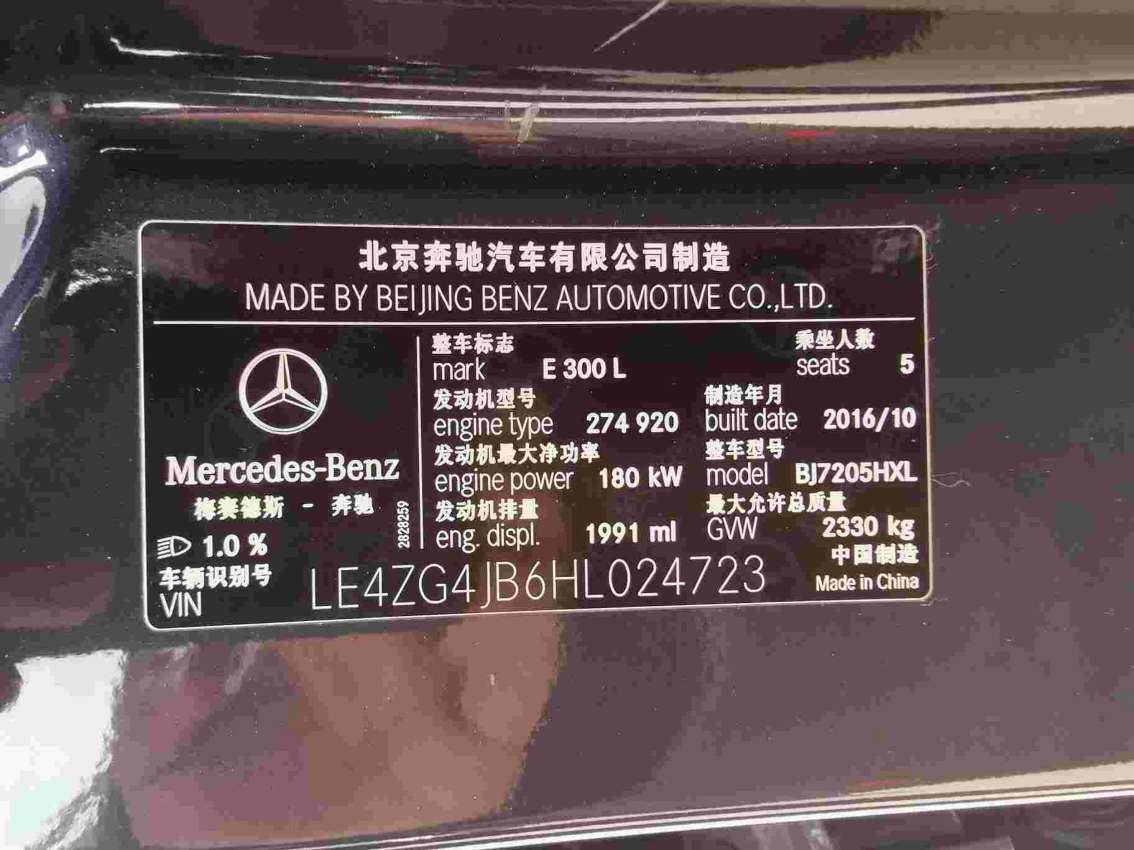 北京奔驰汽车有限公司制造
MADE BY BEIJING BENZ AUTOMOTIVE CO.,LTD.
Mercedes-Benz
梅赛德斯 - 奔驰
1.0 %
2828259
整车标志 乘坐人数
mark E 300 L seats 5
发动机型号 制造年月
engine type 274 920 built date 2016/10
发动机最大净功率 整车型号
engine power 180 kW model BJ7205HXL
发动机排量 最大允许总质量
eng. displ. 1991 ml GVW 2330 kg
中国制造
Made in China
车辆识别号
VIN LE4ZG4JB6HL024723